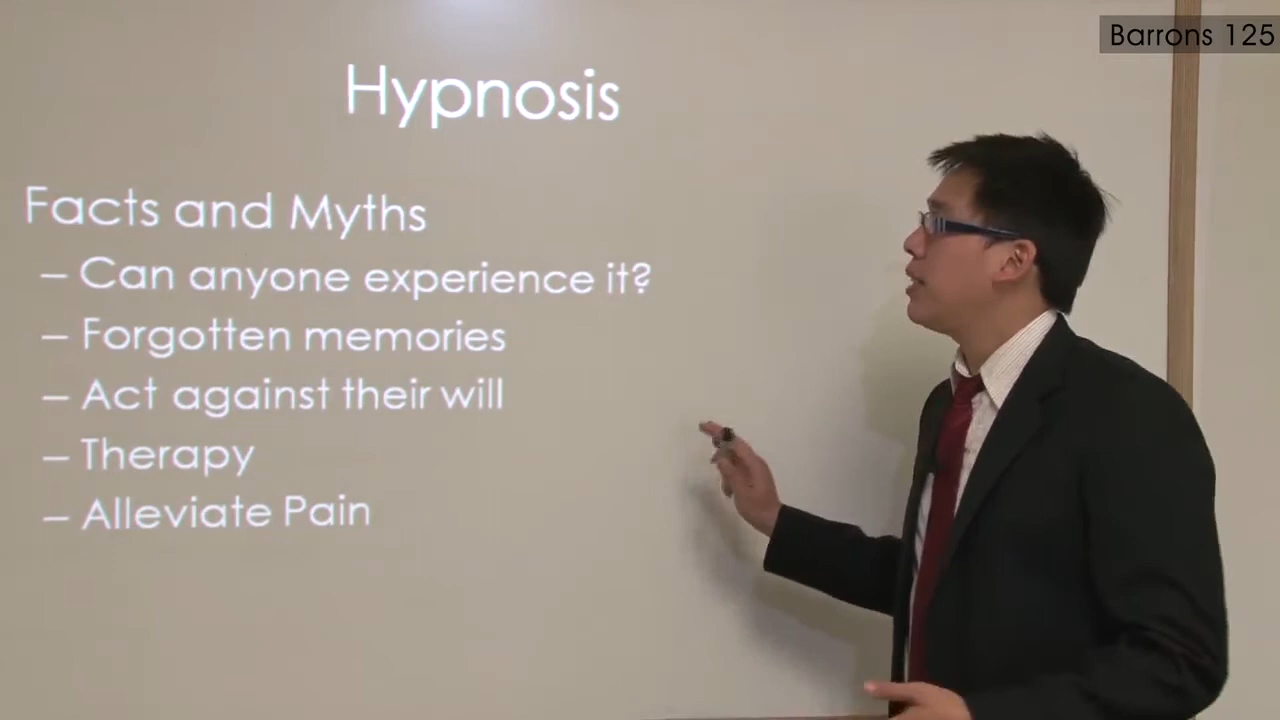 Barrons 125
Hypnosis
Facts and Myths
– Can anyone experience it?
– Forgotten memories
– Act against their will
– Therapy
– Alleviate Pain